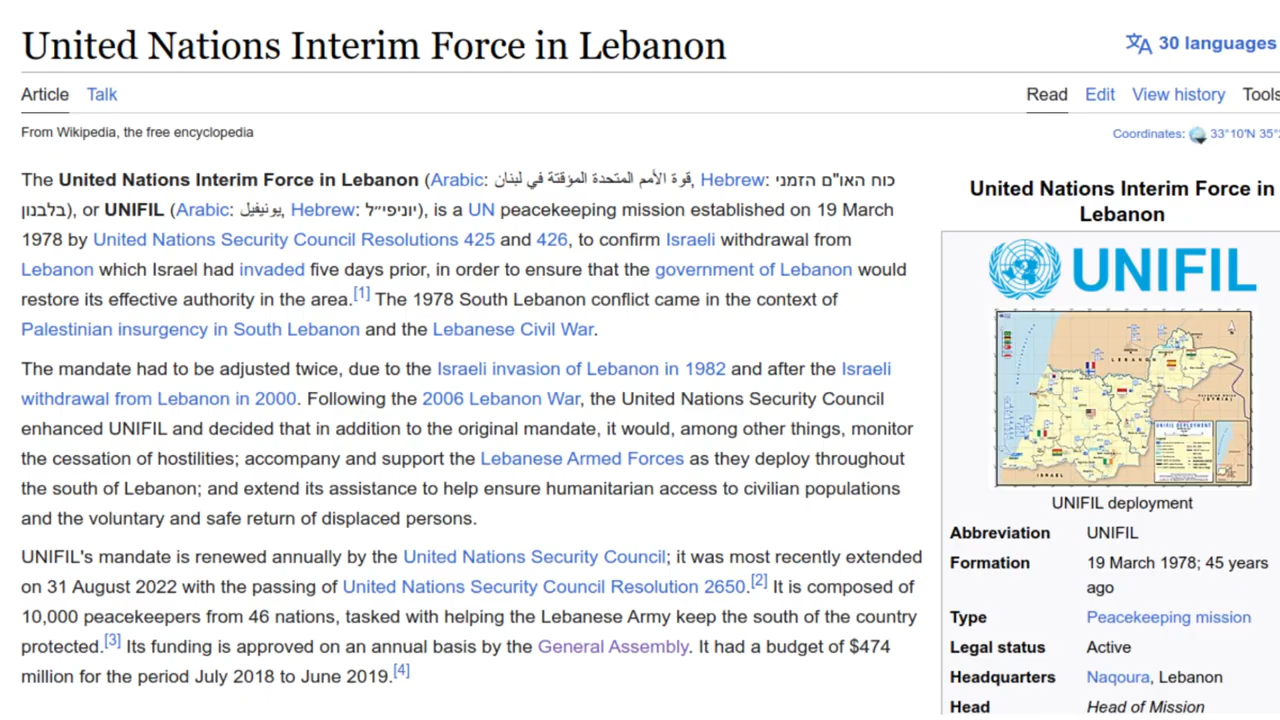 United Nations Interim Force in Lebanon
30 languages
Article Talk
Read Edit View history Tools
From Wikipedia, the free encyclopedia
Coordinates: 33°10′N 35°
The United Nations Interim Force in Lebanon (Arabic: قوة الأمم المتحدة المؤقتة في لبنان, Hebrew: כוח האו"ם הזמני
בלבנון), or UNIFIL (Arabic: يونيفيل, Hebrew: יוניפי״ל), is a UN peacekeeping mission established on 19 March
1978 by United Nations Security Council Resolutions 425 and 426, to confirm Israeli withdrawal from
Lebanon which Israel had invaded five days prior, in order to ensure that the government of Lebanon would
restore its effective authority in the area.[1] The 1978 South Lebanon conflict came in the context of
Palestinian insurgency in South Lebanon and the Lebanese Civil War.
The mandate had to be adjusted twice, due to the Israeli invasion of Lebanon in 1982 and after the Israeli
withdrawal from Lebanon in 2000. Following the 2006 Lebanon War, the United Nations Security Council
enhanced UNIFIL and decided that in addition to the original mandate, it would, among other things, monitor
the cessation of hostilities; accompany and support the Lebanese Armed Forces as they deploy throughout
the south of Lebanon; and extend its assistance to help ensure humanitarian access to civilian populations
and the voluntary and safe return of displaced persons.
UNIFIL's mandate is renewed annually by the United Nations Security Council; it was most recently extended
on 31 August 2022 with the passing of United Nations Security Council Resolution 2650.[2] It is composed of
10,000 peacekeepers from 46 nations, tasked with helping the Lebanese Army keep the south of the country
protected.[3] Its funding is approved on an annual basis by the General Assembly. It had a budget of $474
million for the period July 2018 to June 2019.[4]
United Nations Interim Force in
Lebanon
UNIFIL
LEBANON
ISRAEL
UNIFIL DEPLOYMENT
UNIFIL deployment
Abbreviation UNIFIL
Formation 19 March 1978; 45 years
ago
Type Peacekeeping mission
Legal status Active
Headquarters Naqoura, Lebanon
Head Head of Mission